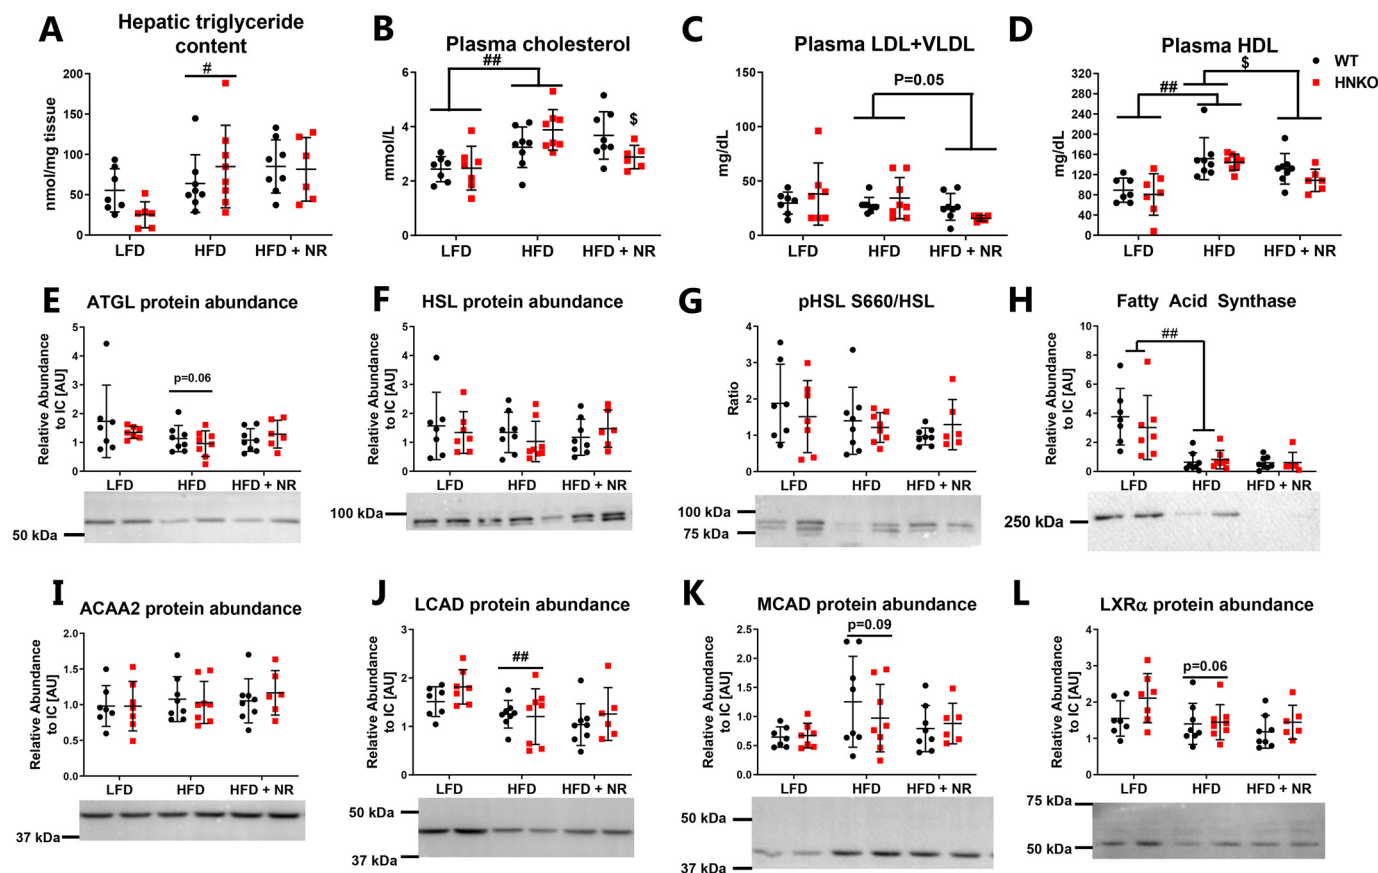 A
Hepatic triglyceride
content
nmol/mg tissue
200
150
100
50
0
#
LFD
HFD
HFD + NR
B
Plasma cholesterol
mmol/L
6
4
2
0
##
$
LFD
HFD
HFD + NR
C
Plasma LDL+VLDL
mg/dL
150
100
50
0
P=0.05
LFD
HFD
HFD + NR
D
Plasma HDL
mg/dL
320
280
240
200
160
120
80
40
0
##
$
LFD
HFD
HFD + NR
WT
HNKO
E
ATGL protein abundance
Relative Abundance
to IC [AU]
5
4
3
2
1
0
p=0.06
LFD
HFD
HFD + NR
50 kDa
F
HSL protein abundance
Relative Abundance
to IC [AU]
5
4
3
2
1
0
LFD
HFD
HFD + NR
100 kDa
G
pHSL S660/HSL
Ratio
4
3
2
1
0
LFD
HFD
HFD + NR
100 kDa
75 kDa
H
Fatty Acid Synthase
Relative Abundance
to IC [AU]
10
8
6
4
2
0
##
LFD
HFD
HFD + NR
250 kDa
I
ACAA2 protein abundance
Relative Abundance
to IC [AU]
2.0
1.5
1.0
0.5
0.0
LFD
HFD
HFD + NR
37 kDa
J
LCAD protein abundance
Relative Abundance
to IC [AU]
3
2
1
0
##
LFD
HFD
HFD + NR
50 kDa
37 kDa
K
MCAD protein abundance
Relative Abundance
to IC [AU]
2.5
2.0
1.5
1.0
0.5
0.0
p=0.09
LFD
HFD
HFD + NR
50 kDa
37 kDa
L
LXRα protein abundance
Relative Abundance
to IC [AU]
4
3
2
1
0
p=0.06
LFD
HFD
HFD + NR
75 kDa
50 kDa